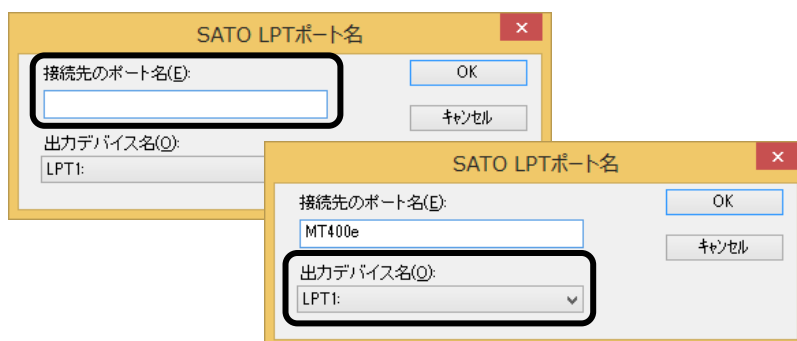 SATO LPTポート名
接続先のポート名(E):
OK
キャンセル
出力デバイス名(O):
LPT1:
SATO LPTポート名
接続先のポート名(E):
OK
MT400e
キャンセル
出力デバイス名(O):
LPT1: